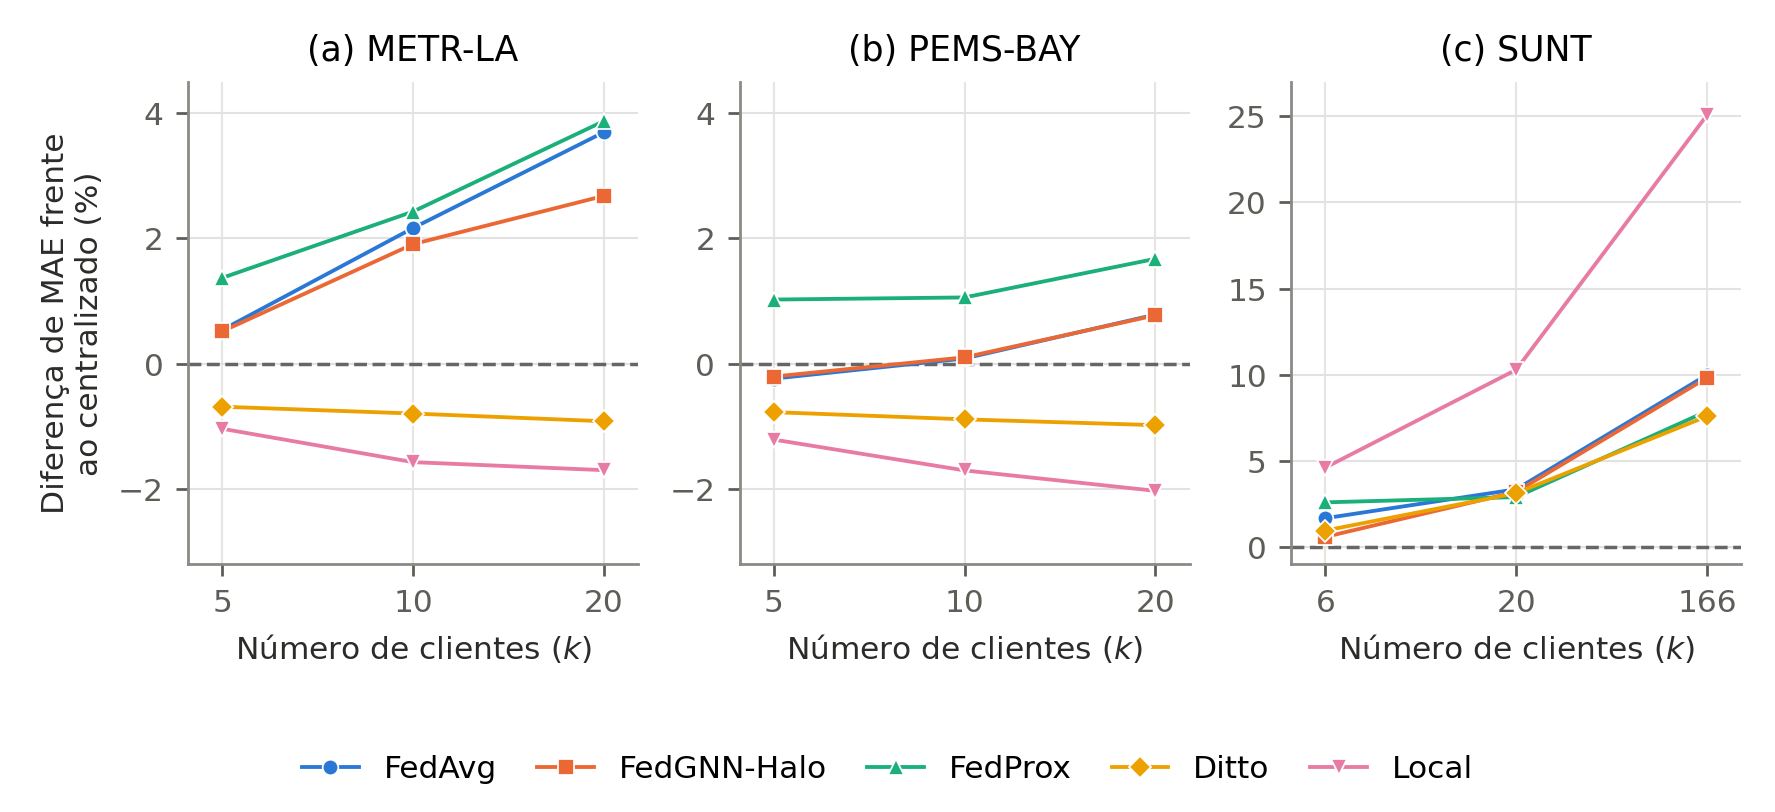 (a) METR-LA
(b) PEMS-BAY
(c) SUNT
Diferença de MAE frente
ao centralizado (%)
4
2
0
−2
5
10
20
Número de clientes (k)
4
2
0
−2
5
10
20
Número de clientes (k)
25
20
15
10
5
0
6
20
166
Número de clientes (k)
FedAvg
FedGNN-Halo
FedProx
Ditto
Local